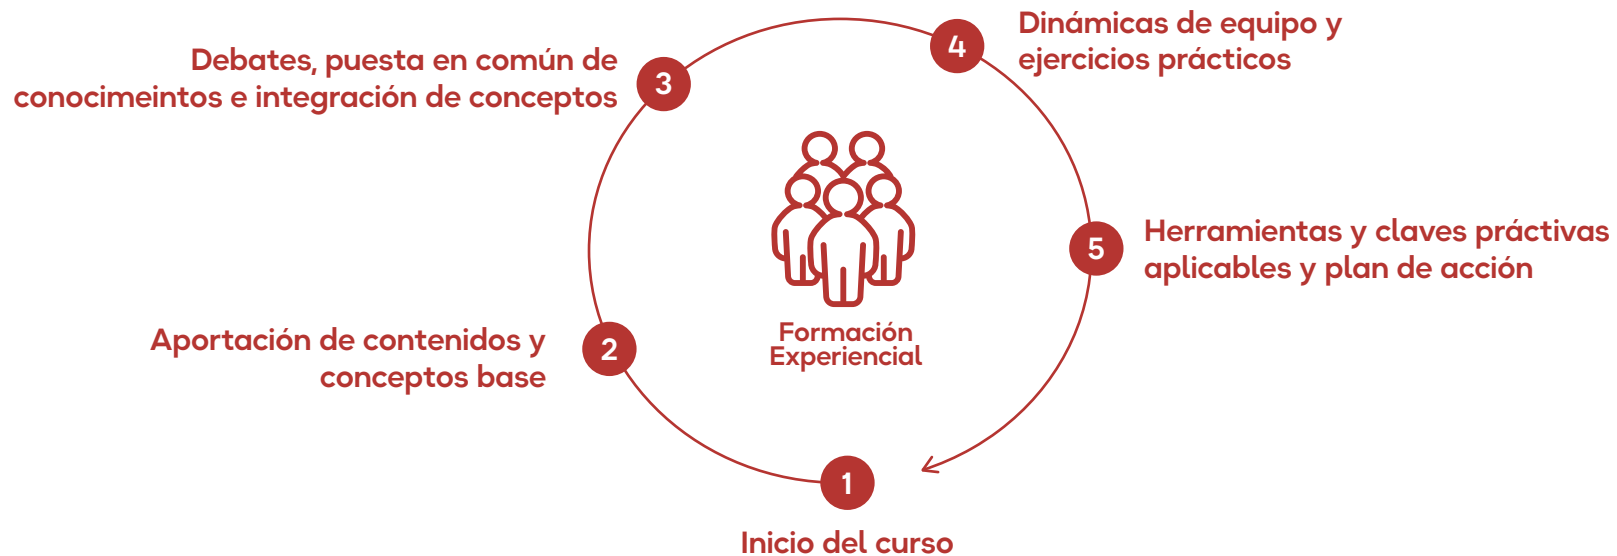 4
Dinámicas de equipo y
ejercicios prácticos
3
Debates, puesta en común de
conocimeintos e integración de conceptos
5
Herramientas y claves práctivas
aplicables y plan de acción
Formación
Experiencial
2
Aportación de contenidos y
conceptos base
1
Inicio del curso